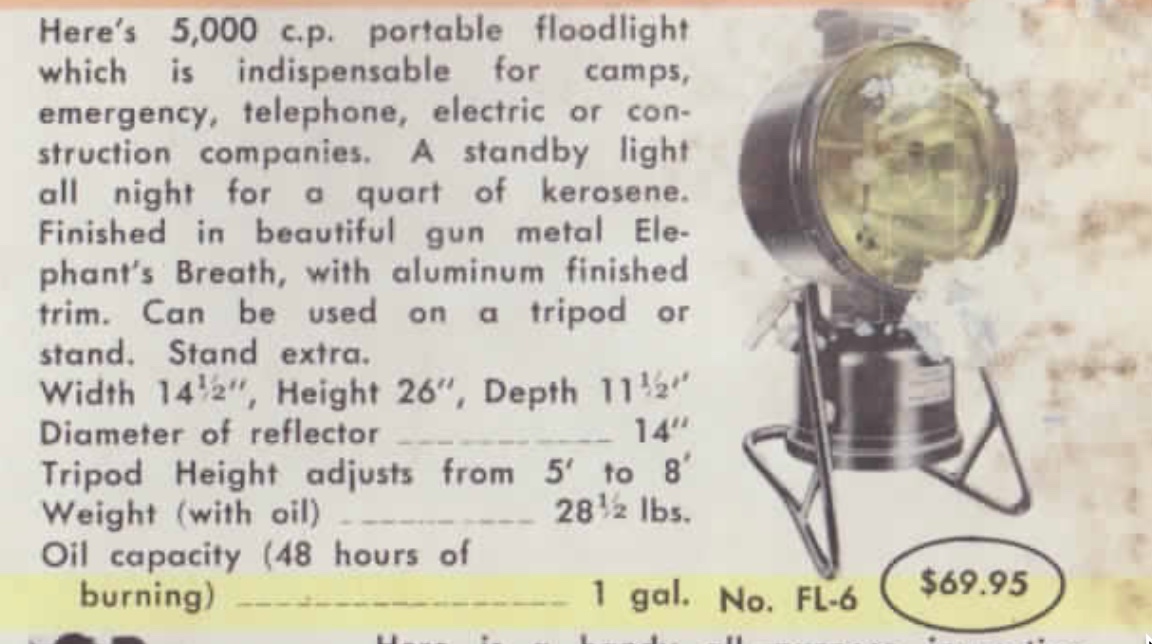 Here's 5,000 c.p. portable floodlight
which is indispensable for camps,
emergency, telephone, electric or con-
struction companies. A standby light
all night for a quart of kerosene.
Finished in beautiful gun metal Ele-
phant's Breath, with aluminum finished
trim. Can be used on a tripod or
stand. Stand extra.
Width 14½", Height 26", Depth 11½"
Diameter of reflector ____________ 14"
Tripod Height adjusts from 5' to 8'
Weight (with oil) ___________ 28½ lbs.
Oil capacity (48 hours of
burning) __________________ 1 gal.
No. FL-6
$69.95